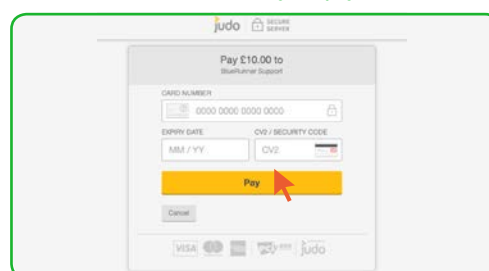 judo SECURE SERVER
Pay £10.00 to
BlueRunner Support
CARD NUMBER
0000 0000 0000 0000
EXPIRY DATE CV2 / SECURITY CODE
MM / YY CV2
Pay
Cancel
VISA judo